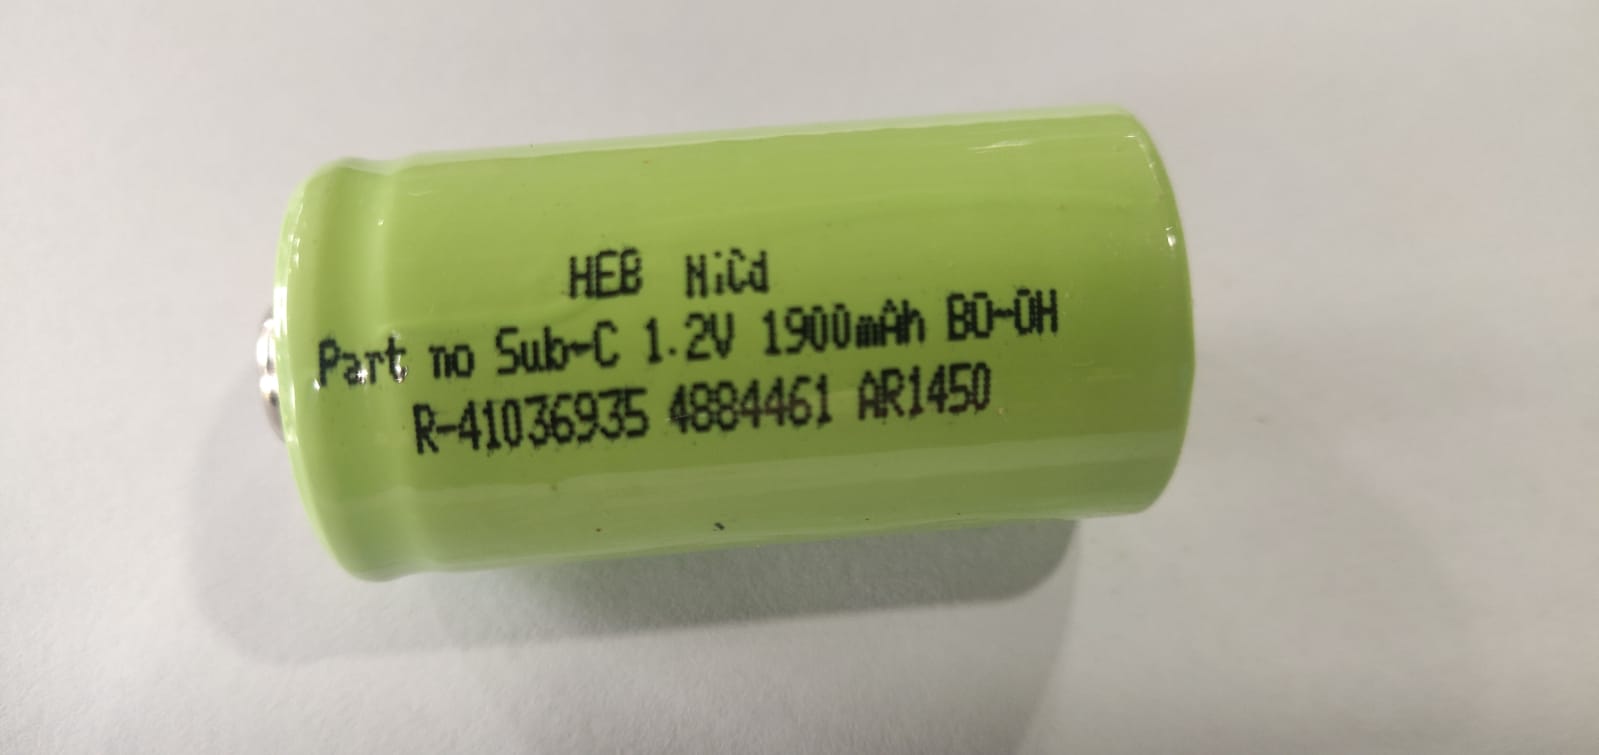 HEB NiCd
Part no Sub-C 1.2V 1900mAh BO-OH
R-41036935 4884461 AR1450